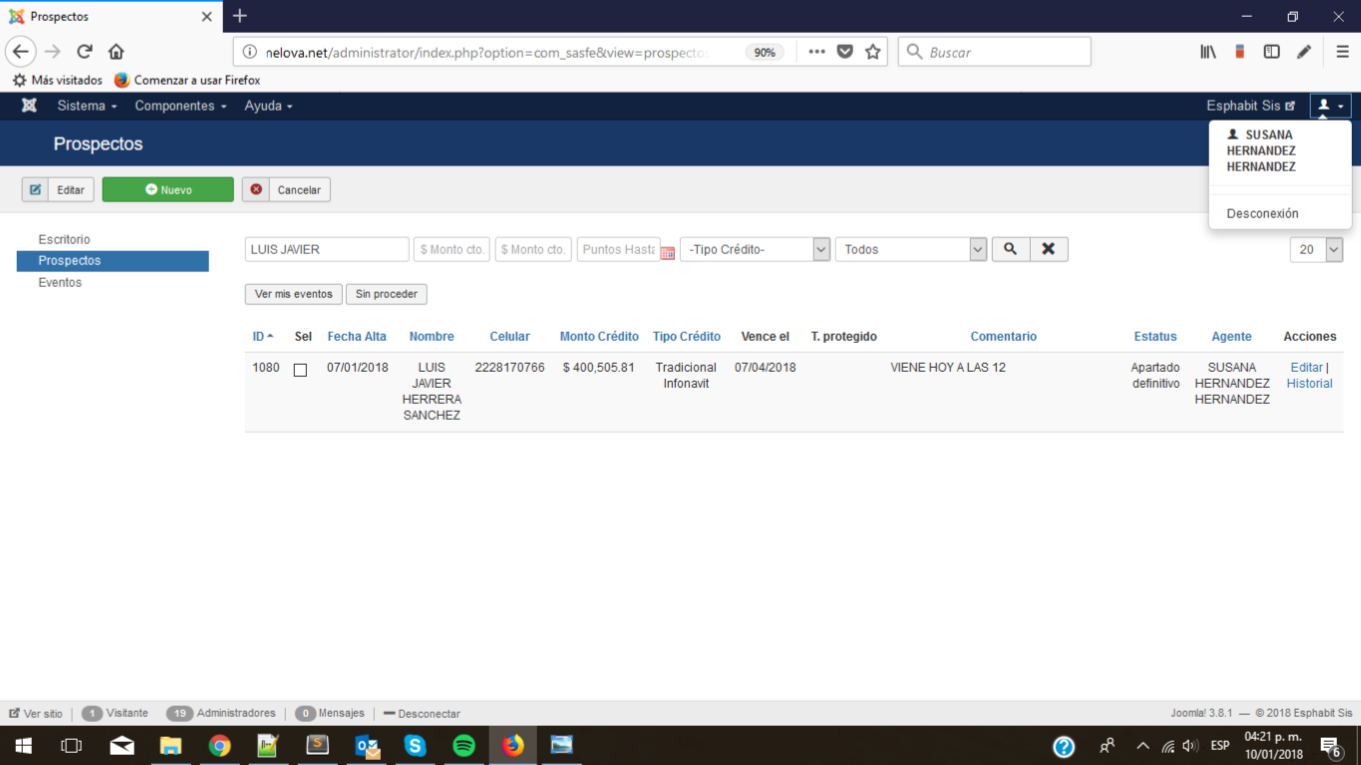 Prospectos
nelova.net/administrator/index.php?option=com_sasfe&view=prospecto
90%
Buscar
Más visitados
Comenzar a usar Firefox
Sistema
Componentes
Ayuda
Esphabit Sis
Prospectos
SUSANA
HERNANDEZ
HERNANDEZ
Desconexión
Editar
Nuevo
Cancelar
Escritorio
Prospectos
Eventos
LUIS JAVIER
$ Monto cto.
$ Monto cto.
Puntos Hasta
-Tipo Crédito-
Todos
20
Ver mis eventos
Sin proceder
ID Sel Fecha Alta Nombre Celular Monto Crédito Tipo Crédito Vence el T. protegido Comentario Estatus Agente Acciones
1080 07/01/2018 LUIS 2228170766 $ 400,505.81 Tradicional 07/04/2018 VIENE HOY A LAS 12 Apartado SUSANA Editar |
JAVIER Infonavit definitivo HERNANDEZ Historial
HERRERA HERNANDEZ
SANCHEZ
Ver sitio | 1 Visitante 19 Administradores | 0 Mensajes | Desconectar
Joomla! 3.8.1 — © 2018 Esphabit Sis
ESP
04:21 p. m.
10/01/2018
6